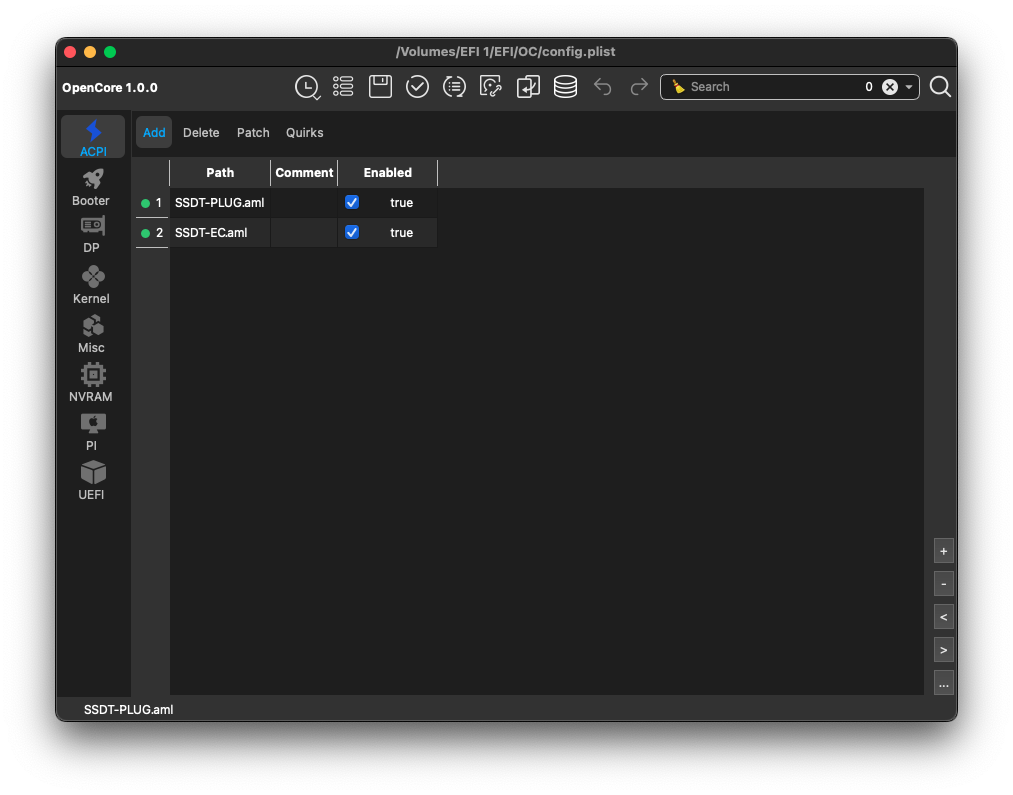 /Volumes/EFI 1/EFI/OC/config.plist
OpenCore 1.0.0
Search 0
Add Delete Patch Quirks
ACPI
Booter
DP
Kernel
Misc
NVRAM
PI
UEFI
Path Comment Enabled
1 SSDT-PLUG.aml true
2 SSDT-EC.aml true
+
-
<
>
...
SSDT-PLUG.aml